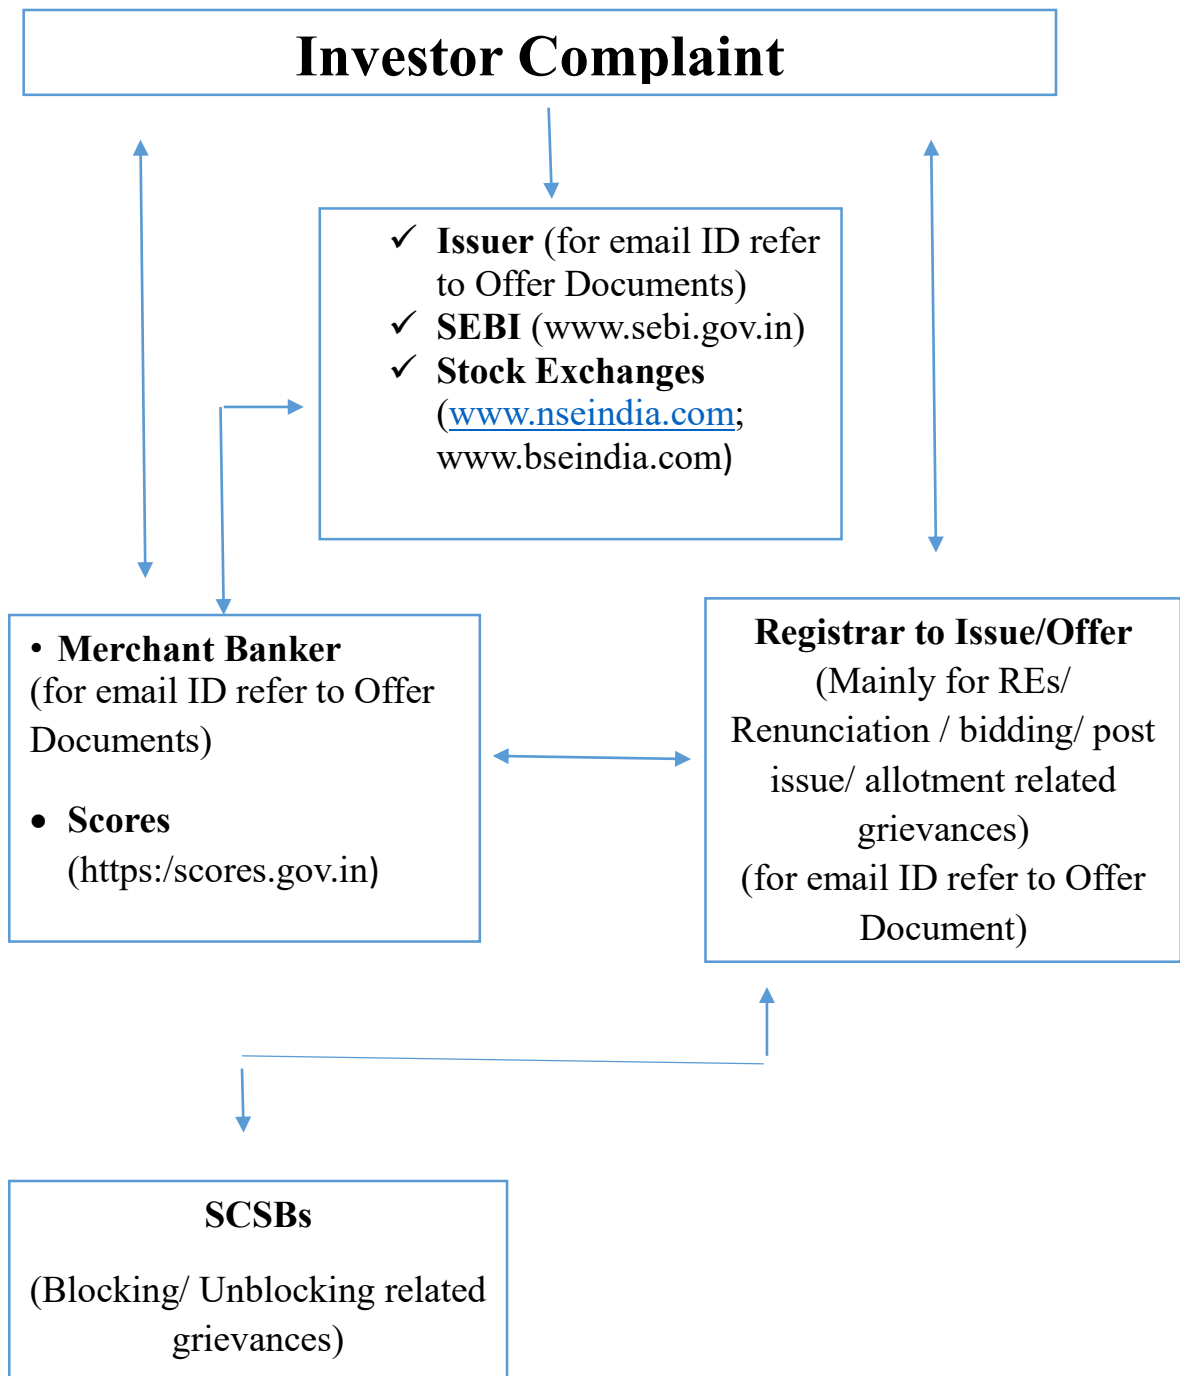 Investor Complaint
✓ Issuer (for email ID refer
to Offer Documents)
✓ SEBI (www.sebi.gov.in)
✓ Stock Exchanges
(www.nseindia.com;
www.bseindia.com)
• Merchant Banker
(for email ID refer to Offer
Documents)
• Scores
(https:/scores.gov.in)
Registrar to Issue/Offer
(Mainly for REs/
Renunciation / bidding/ post
issue/ allotment related
grievances)
(for email ID refer to Offer
Document)
SCSBs
(Blocking/ Unblocking related
grievances)